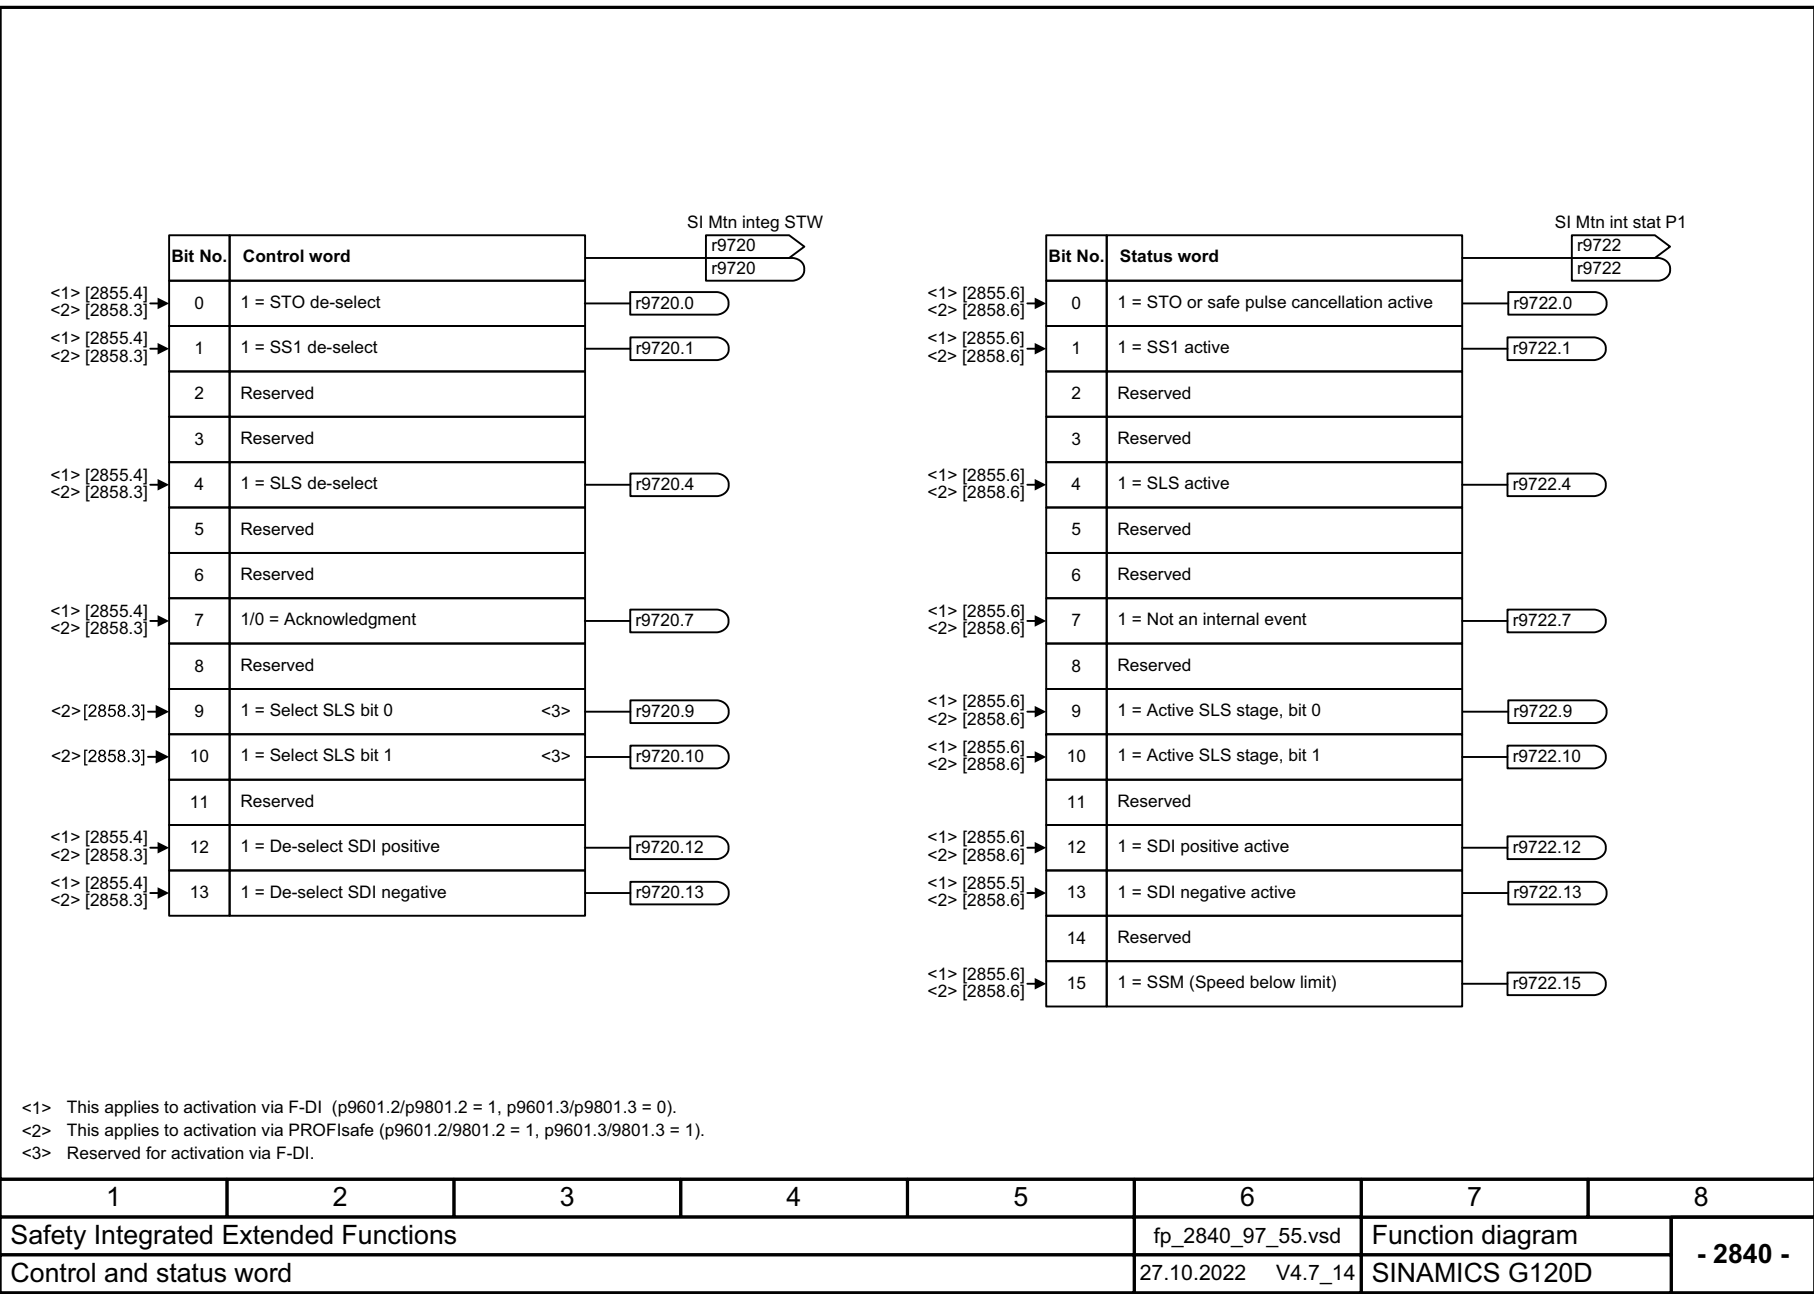 SI Mtn integ STW
r9720
r9720
Bit No. Control word
<1> [2855.4]
<2> [2858.3]
0 1 = STO de-select r9720.0
<1> [2855.4]
<2> [2858.3]
1 1 = SS1 de-select r9720.1
2 Reserved
3 Reserved
<1> [2855.4]
<2> [2858.3]
4 1 = SLS de-select r9720.4
5 Reserved
6 Reserved
<1> [2855.4]
<2> [2858.3]
7 1/0 = Acknowledgment r9720.7
8 Reserved
<2>[2858.3] 9 1 = Select SLS bit 0 <3> r9720.9
<2>[2858.3] 10 1 = Select SLS bit 1 <3> r9720.10
11 Reserved
<1> [2855.4]
<2> [2858.3]
12 1 = De-select SDI positive r9720.12
<1> [2855.4]
<2> [2858.3]
13 1 = De-select SDI negative r9720.13
SI Mtn int stat P1
r9722
r9722
Bit No. Status word
<1> [2855.6]
<2> [2858.6]
0 1 = STO or safe pulse cancellation active r9722.0
<1> [2855.6]
<2> [2858.6]
1 1 = SS1 active r9722.1
2 Reserved
3 Reserved
<1> [2855.6]
<2> [2858.6]
4 1 = SLS active r9722.4
5 Reserved
6 Reserved
<1> [2855.6]
<2> [2858.6]
7 1 = Not an internal event r9722.7
8 Reserved
<1> [2855.6]
<2> [2858.6]
9 1 = Active SLS stage, bit 0 r9722.9
<1> [2855.6]
<2> [2858.6]
10 1 = Active SLS stage, bit 1 r9722.10
11 Reserved
<1> [2855.6]
<2> [2858.6]
12 1 = SDI positive active r9722.12
<1> [2855.5]
<2> [2858.6]
13 1 = SDI negative active r9722.13
14 Reserved
<1> [2855.6]
<2> [2858.6]
15 1 = SSM (Speed below limit) r9722.15
<1> This applies to activation via F-DI (p9601.2/p9801.2 = 1, p9601.3/p9801.3 = 0).
<2> This applies to activation via PROFIsafe (p9601.2/9801.2 = 1, p9601.3/9801.3 = 1).
<3> Reserved for activation via F-DI.
1 2 3 4 5 6 7 8
Safety Integrated Extended Functions fp_2840_97_55.vsd Function diagram
- 2840 -
Control and status word 27.10.2022 V4.7_14 SINAMICS G120D